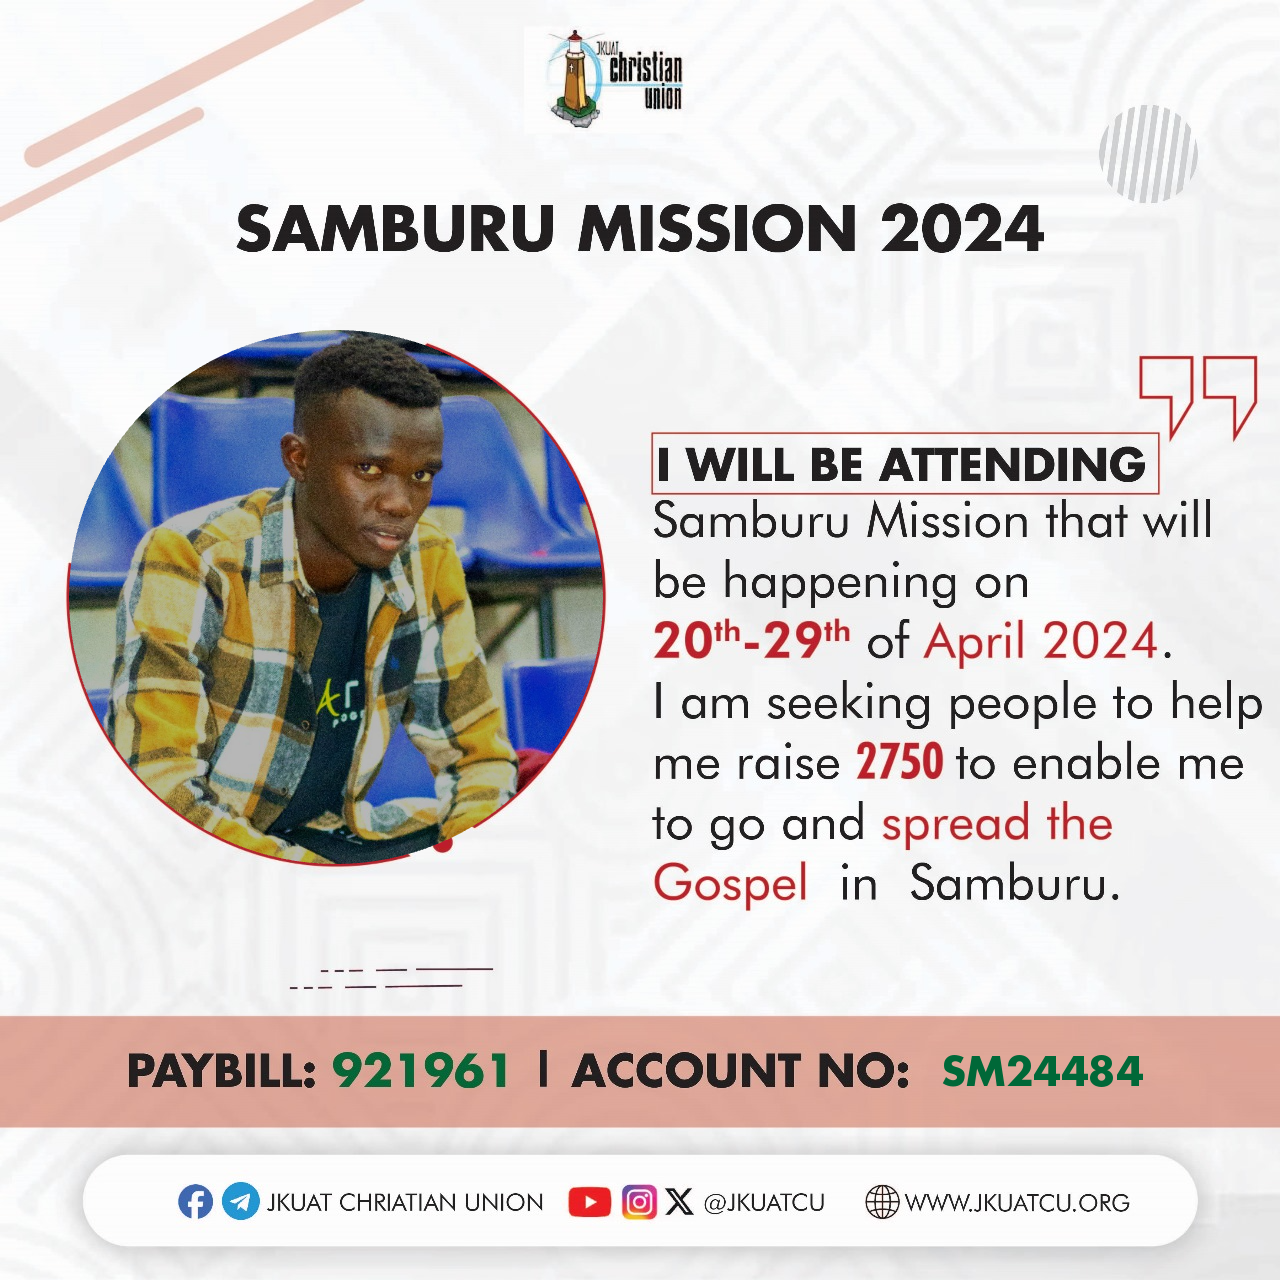 JKUAT
christian
union
SAMBURU MISSION 2024
I WILL BE ATTENDING
Samburu Mission that will
be happening on
20th-29th of April 2024.
I am seeking people to help
me raise 2750 to enable me
to go and spread the
Gospel in Samburu.
PAYBILL: 921961 | ACCOUNT NO: SM24484
JKUAT CHRIATIAN UNION @JKUATCU WWW.JKUATCU.ORG